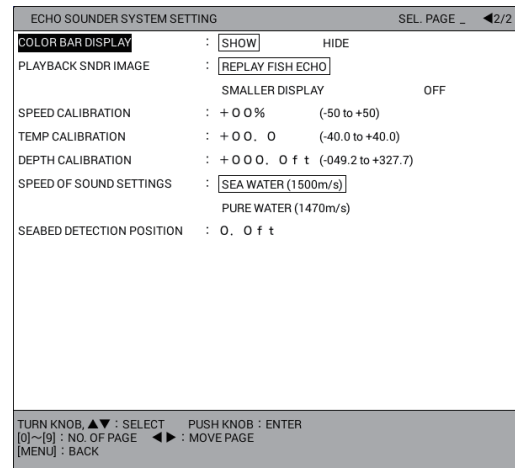 ECHO SOUNDER SYSTEM SETTING SEL. PAGE _ ◀2/2
COLOR BAR DISPLAY : SHOW HIDE
PLAYBACK SNDR IMAGE : REPLAY FISH ECHO
SMALLER DISPLAY OFF
SPEED CALIBRATION : +00% (-50 to +50)
TEMP CALIBRATION : +00. 0 (-40.0 to +40.0)
DEPTH CALIBRATION : +000. 0ft (-049.2 to +327.7)
SPEED OF SOUND SETTINGS : SEA WATER (1500m/s)
PURE WATER (1470m/s)
SEABED DETECTION POSITION : 0. 0ft
TURN KNOB, ▲▼ : SELECT PUSH KNOB : ENTER
[0]~[9] : NO. OF PAGE ◀ ▶ : MOVE PAGE
[MENU] : BACK